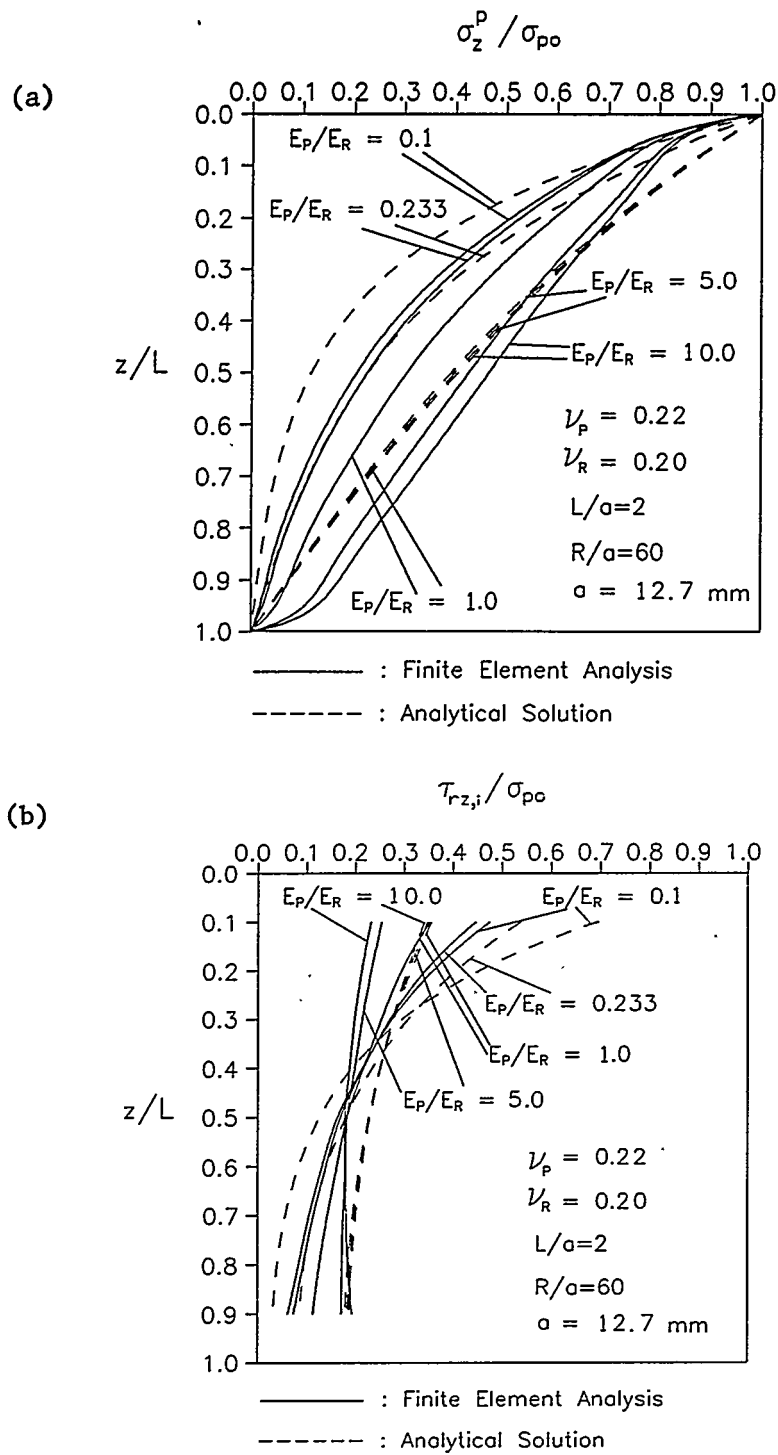 σ_z^P / σ_po
(a)
0.0 0.1 0.2 0.3 0.4 0.5 0.6 0.7 0.8 0.9 1.0
0.0
0.1
0.2
0.3
0.4
0.5
0.6
0.7
0.8
0.9
1.0
z/L
E_P/E_R = 0.1
E_P/E_R = 0.233
E_P/E_R = 5.0
E_P/E_R = 10.0
E_P/E_R = 1.0
ν_P = 0.22
ν_R = 0.20
L/a=2
R/a=60
a = 12.7 mm
: Finite Element Analysis
: Analytical Solution
τ_rz,i / σ_po
(b)
0.0 0.1 0.2 0.3 0.4 0.5 0.6 0.7 0.8 0.9 1.0
0.0
0.1
0.2
0.3
0.4
0.5
0.6
0.7
0.8
0.9
1.0
z/L
E_P/E_R = 10.0
E_P/E_R = 0.1
E_P/E_R = 0.233
E_P/E_R = 1.0
E_P/E_R = 5.0
ν_P = 0.22
ν_R = 0.20
L/a=2
R/a=60
a = 12.7 mm
: Finite Element Analysis
: Analytical Solution